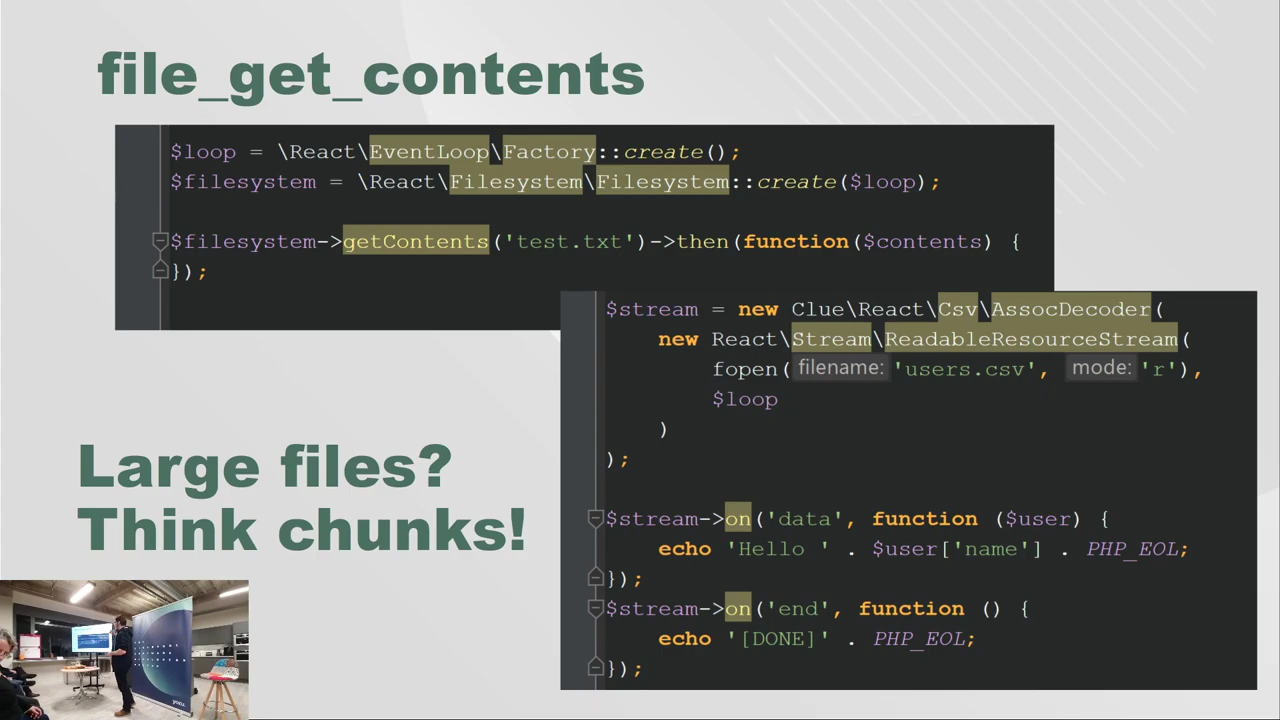 file_get_contents
$loop = \React\EventLoop\Factory::create();
$filesystem = \React\Filesystem\Filesystem::create($loop);
$filesystem->getContents('test.txt')->then(function($contents) {
});
$stream = new Clue\React\Csv\AssocDecoder(
new React\Stream\ReadableResourceStream(
fopen( filename: 'users.csv', mode: 'r'),
$loop
)
);
$stream->on('data', function ($user) {
echo 'Hello ' . $user['name'] . PHP_EOL;
});
$stream->on('end', function () {
echo '[DONE]' . PHP_EOL;
});
Large files?
Think chunks!